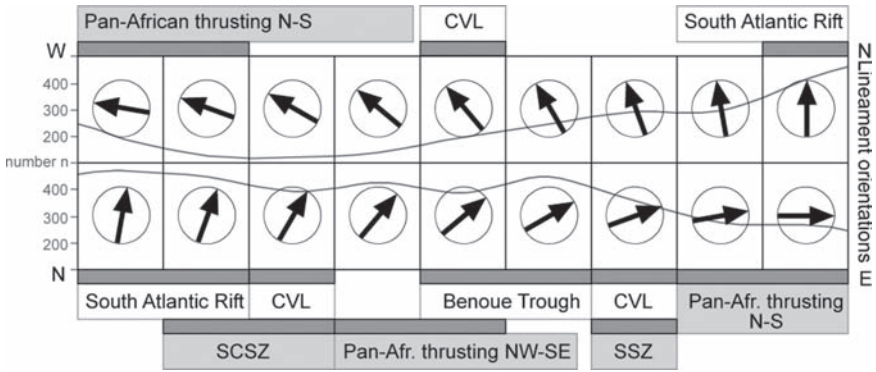 Pan-African thrusting N-S
CVL
South Atlantic Rift
W
N
400
300
200
number n
400
300
200
N
E
Lineament orientations
South Atlantic Rift
CVL
Benoue Trough
CVL
Pan-Afr. thrusting
N-S
SCSZ
Pan-Afr. thrusting NW-SE
SSZ